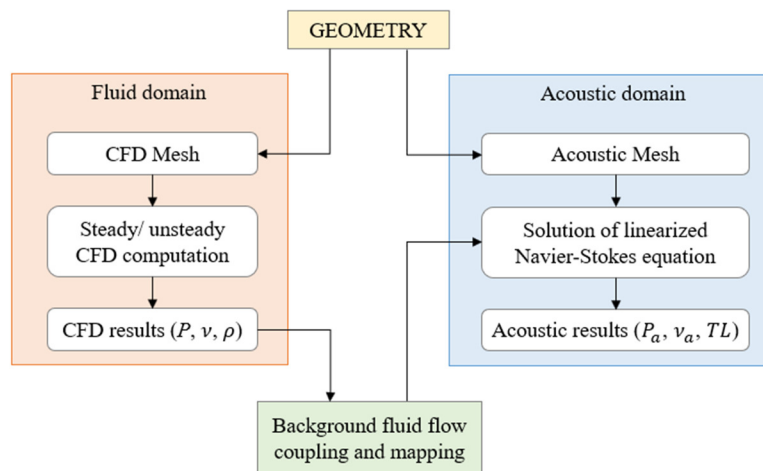 GEOMETRY
Fluid domain
CFD Mesh
Steady/ unsteady
CFD computation
CFD results (P, ν, ρ)
Background fluid flow
coupling and mapping
Acoustic domain
Acoustic Mesh
Solution of linearized
Navier-Stokes equation
Acoustic results (Pₐ, νₐ, TL)